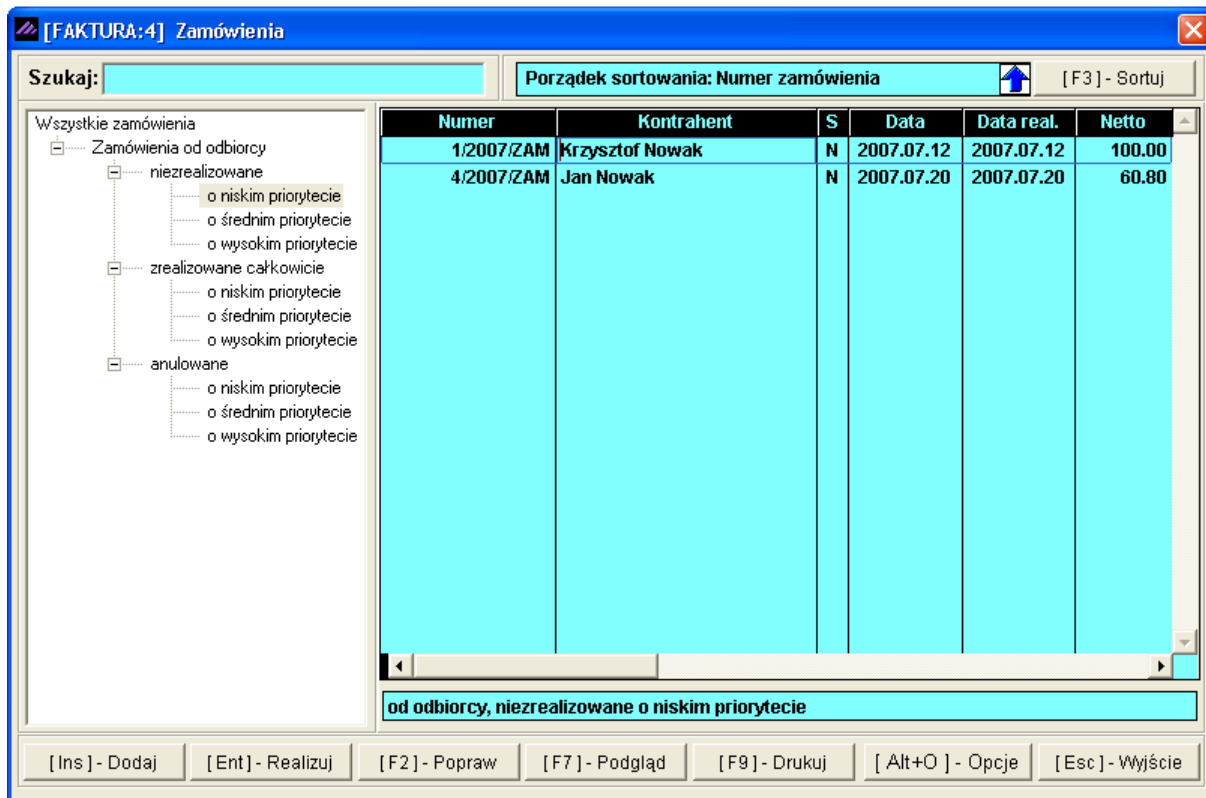 [FAKTURA:4] Zamówienia
Szukaj:
Porządek sortowania: Numer zamówienia
[F3]- Sortuj
Wszystkie zamówienia
Zamówienia od odbiorcy
niezrealizowane
o niskim priorytecie
o średnim priorytecie
o wysokim priorytecie
zrealizowane całkowicie
o niskim priorytecie
o średnim priorytecie
o wysokim priorytecie
anulowane
o niskim priorytecie
o średnim priorytecie
o wysokim priorytecie
Numer Kontrahent S Data Data real. Netto
1/2007/ZAM Krzysztof Nowak N 2007.07.12 2007.07.12 100.00
4/2007/ZAM Jan Nowak N 2007.07.20 2007.07.20 60.80
od odbiorcy, niezrealizowane o niskim priorytecie
[Ins]- Dodaj [Ent]- Realizuj [F2]- Popraw [F7]- Podgląd [F9]- Drukuj [Alt+O]- Opcje [Esc]- Wyjście